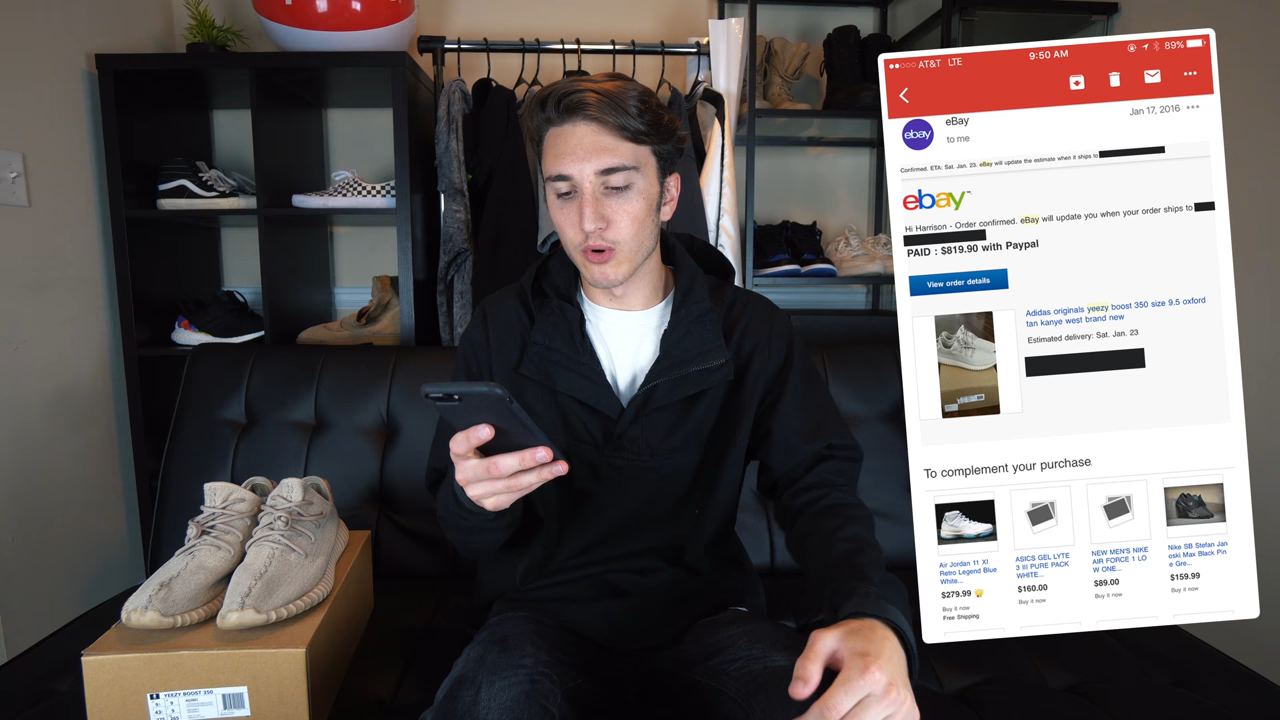 AT&T LTE
9:50 AM
89%
eBay
to me
Jan 17, 2016
Confirmed. ETA: Sat. Jan, 23. eBay will update the estimate when it ships to
ebay
ebay™
Hi Harrison - Order confirmed. eBay will update you when your order ships to
PAID : $819.90 with Paypal
View order details
Adidas originals yeezy boost 350 size 9.5 oxford
tan kanye west brand new
Estimated delivery: Sat. Jan. 23
To complement your purchase
Air Jordan 11 XI
Retro Legend Blue
White...
$279.99
Buy it now
Free Shipping
ASICS GEL LYTE
3 III PURE PACK
WHITE...
$160.00
Buy it now
NEW MEN'S NIKE
AIR FORCE 1 LO
W ONE...
$89.00
Buy it now
Nike SB Stefan Jan
oski Max Black Pin
e Gre...
$159.99
Buy it now
YEEZY BOOST 350